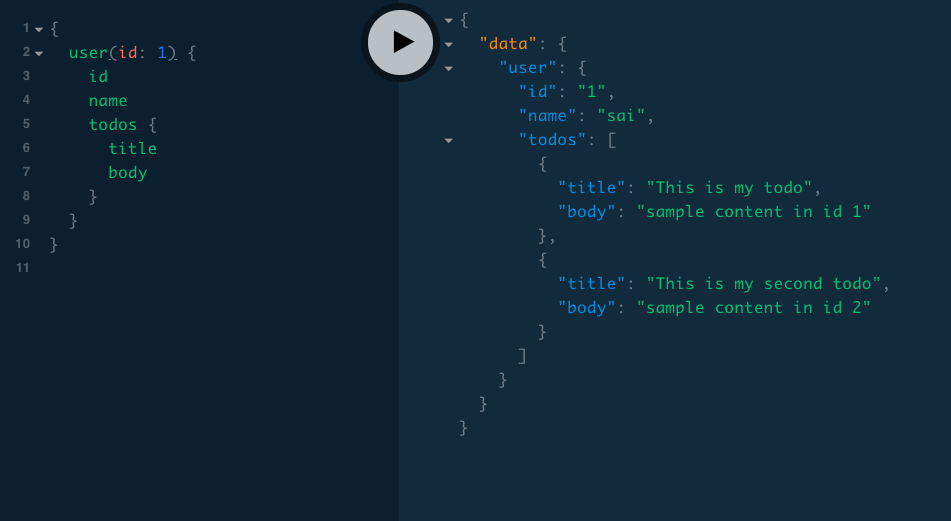 1 {
2 user(id: 1) {
3 id
4 name
5 todos {
6 title
7 body
8 }
9 }
10 }
11
{
"data": {
"user": {
"id": "1",
"name": "sai",
"todos": [
{
"title": "This is my todo",
"body": "sample content in id 1"
},
{
"title": "This is my second todo",
"body": "sample content in id 2"
}
]
}
}
}